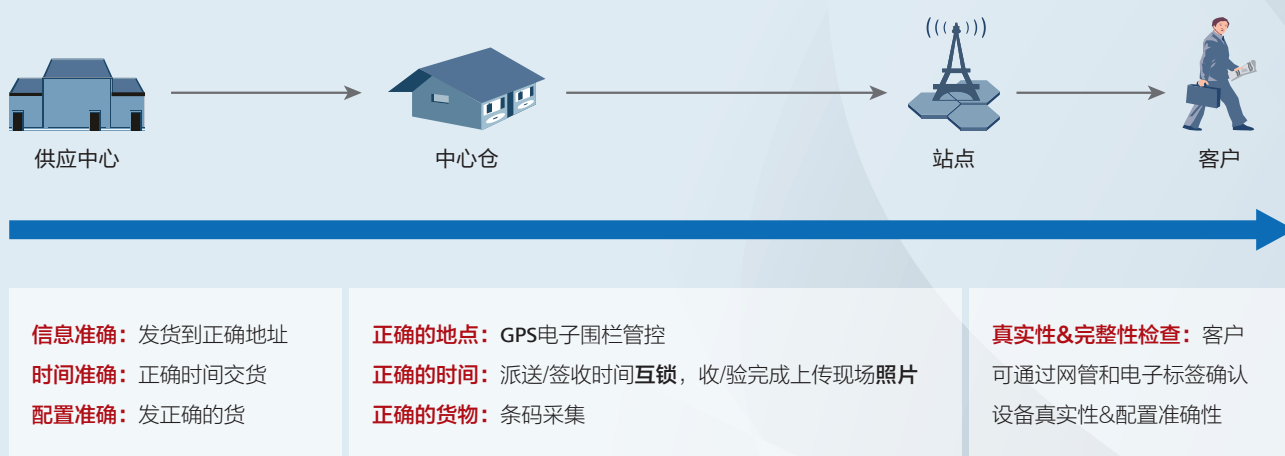 供应中心
中心仓
站点
客户
信息准确：发货到正确地址
时间准确：正确时间交货
配置准确：发正确的货
正确的地点：GPS电子围栏管控
正确的时间：派送/签收时间互锁，收/验完成上传现场照片
正确的货物：条码采集
真实性&完整性检查：客户
可通过网管和电子标签确认
设备真实性&配置准确性